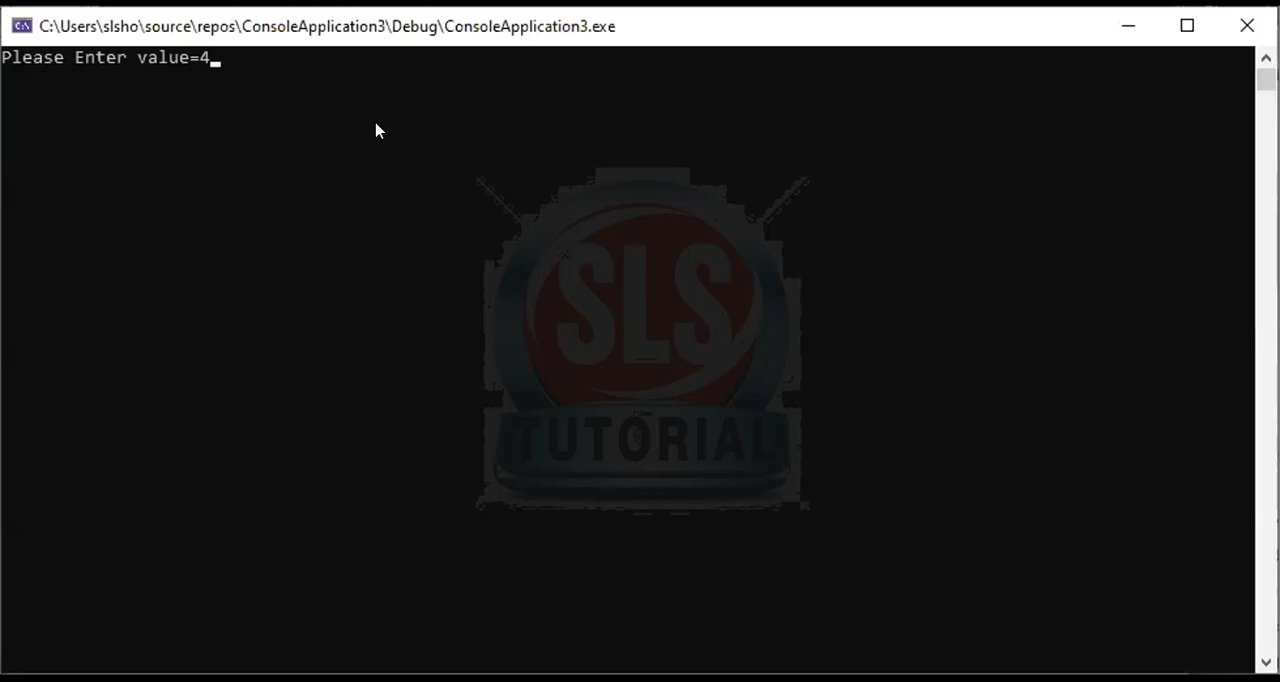 C:\Users\slsho\source\repos\ConsoleApplication3\Debug\ConsoleApplication3.exe
Please Enter value=4
SLS
TUTORIAL